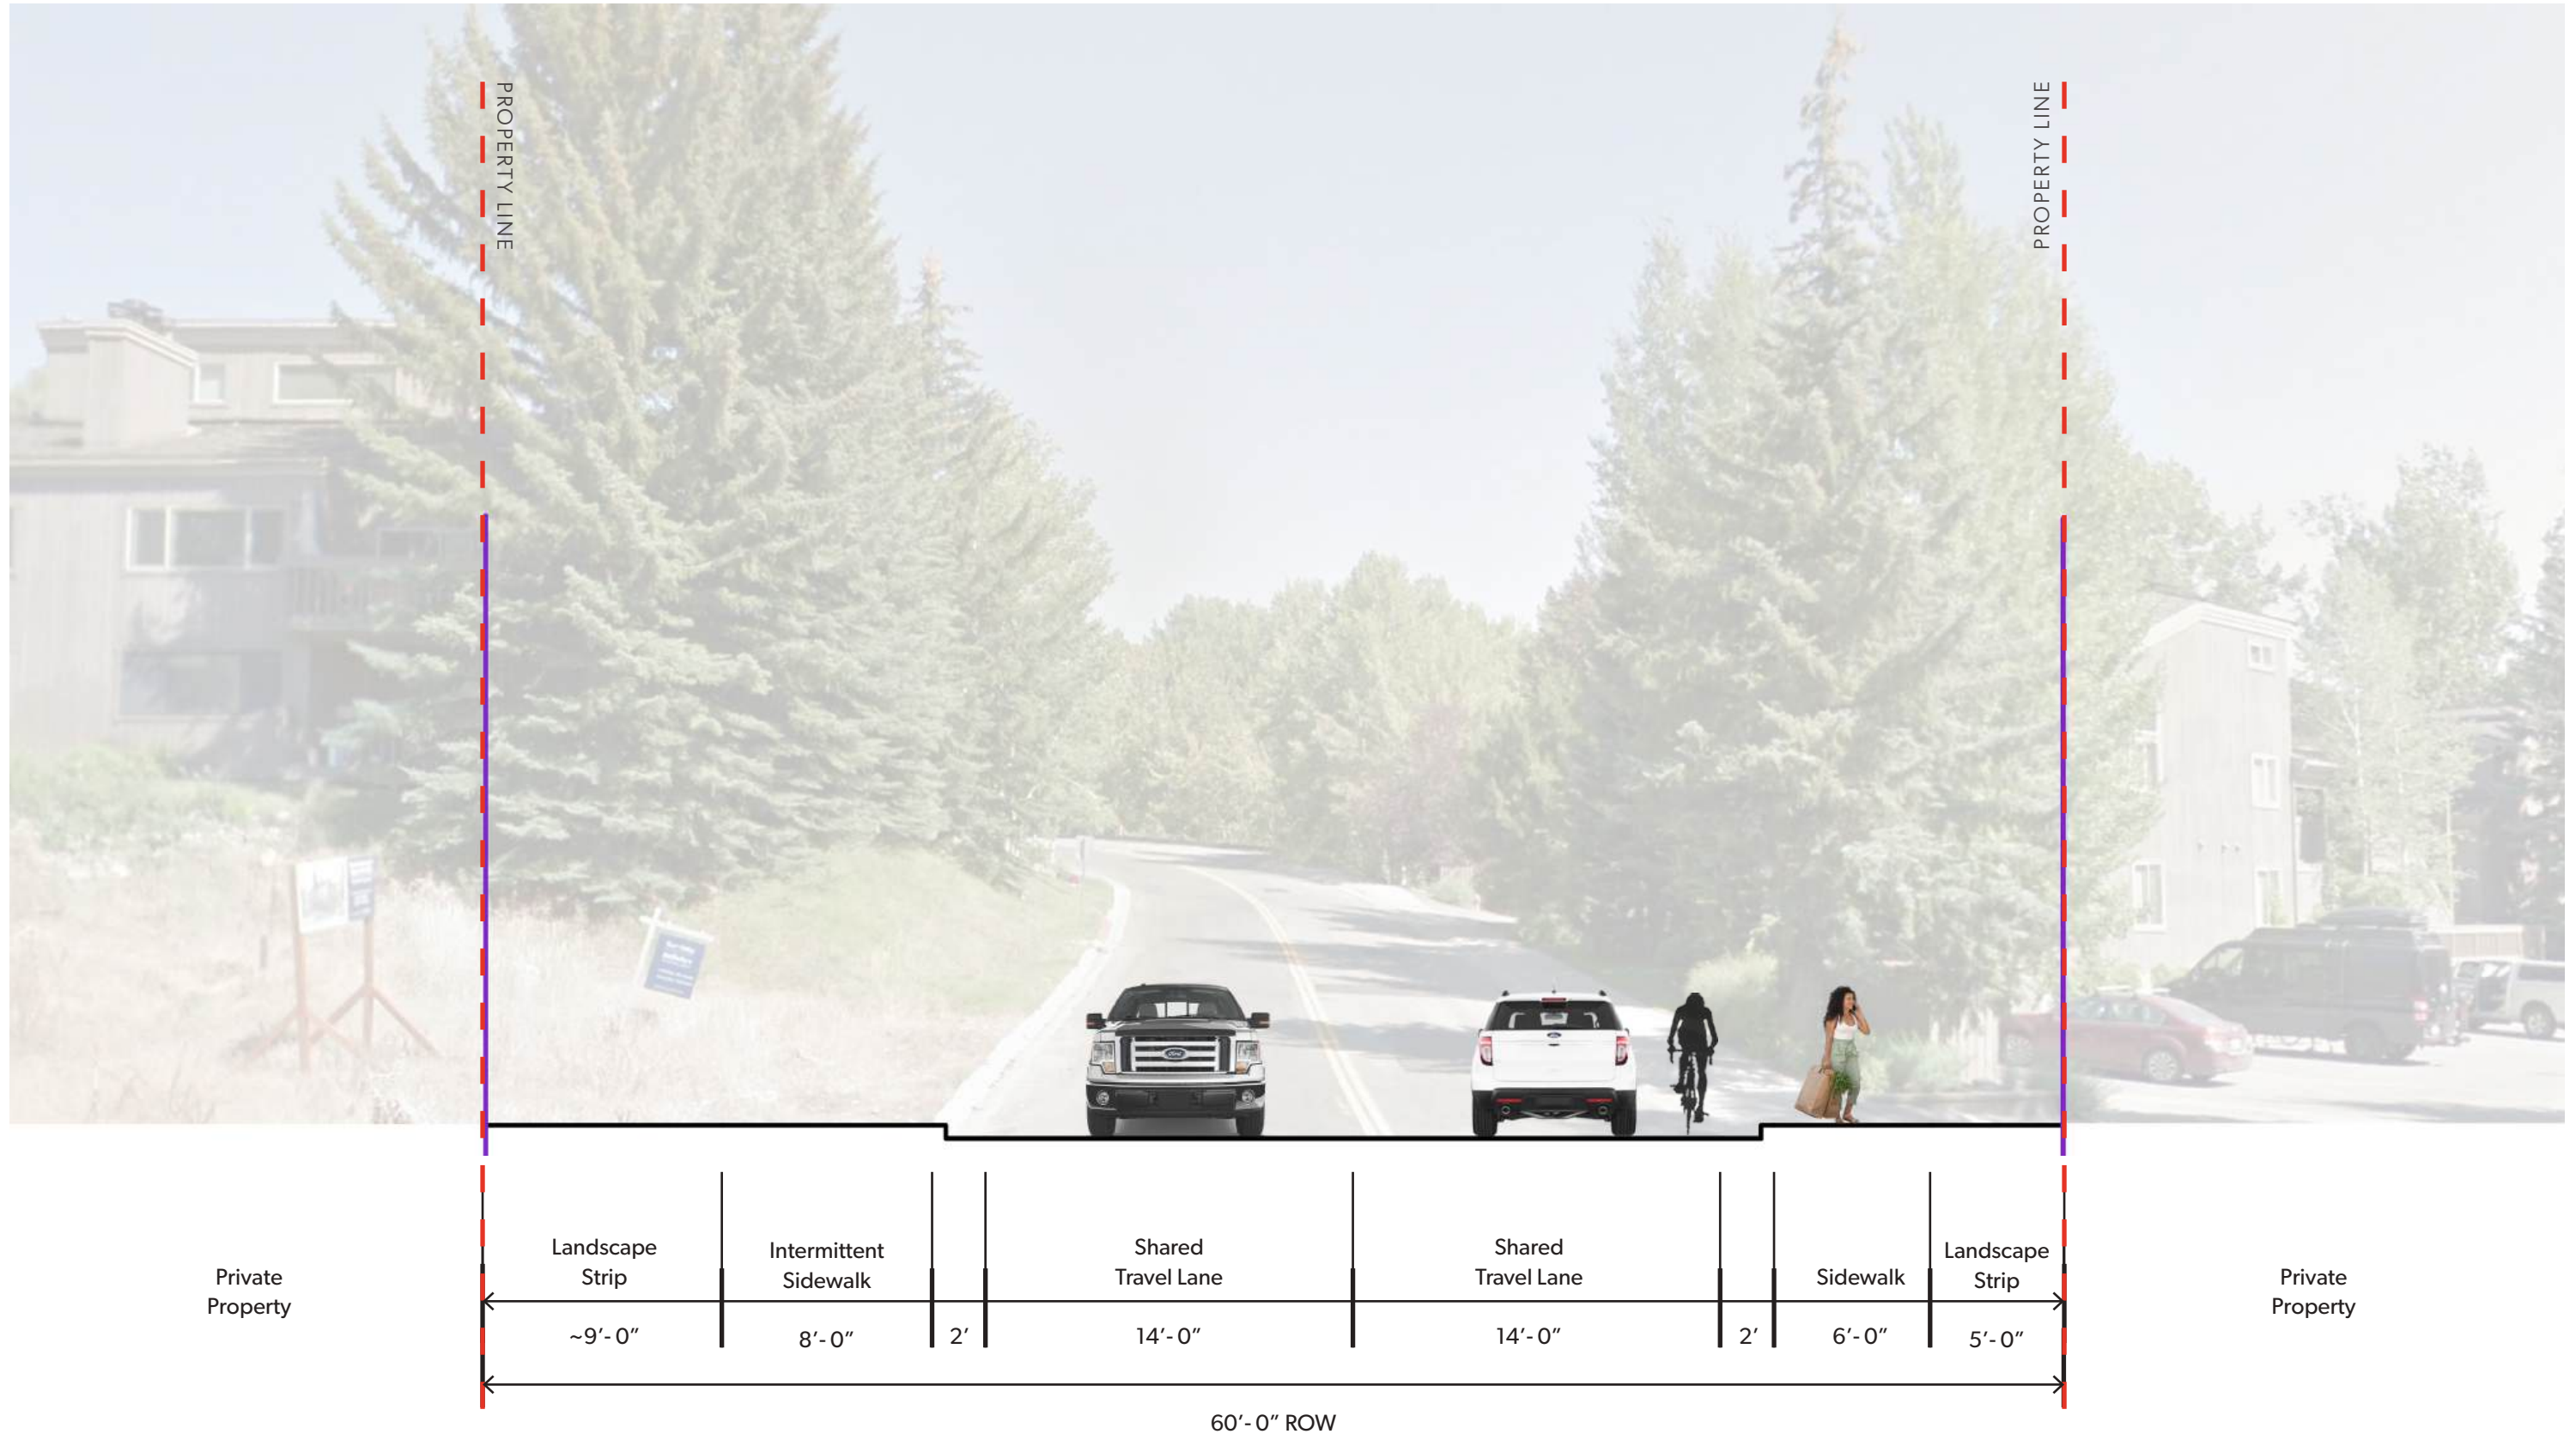 PROPERTY LINE
PROPERTY LINE
Private
Property
Landscape
Strip
Intermittent
Sidewalk
Shared
Travel Lane
Shared
Travel Lane
Sidewalk
Landscape
Strip
Private
Property
~9’-0”
8’-0”
2’
14’-0”
14’-0”
2’
6’-0”
5’-0”
60’-0” ROW